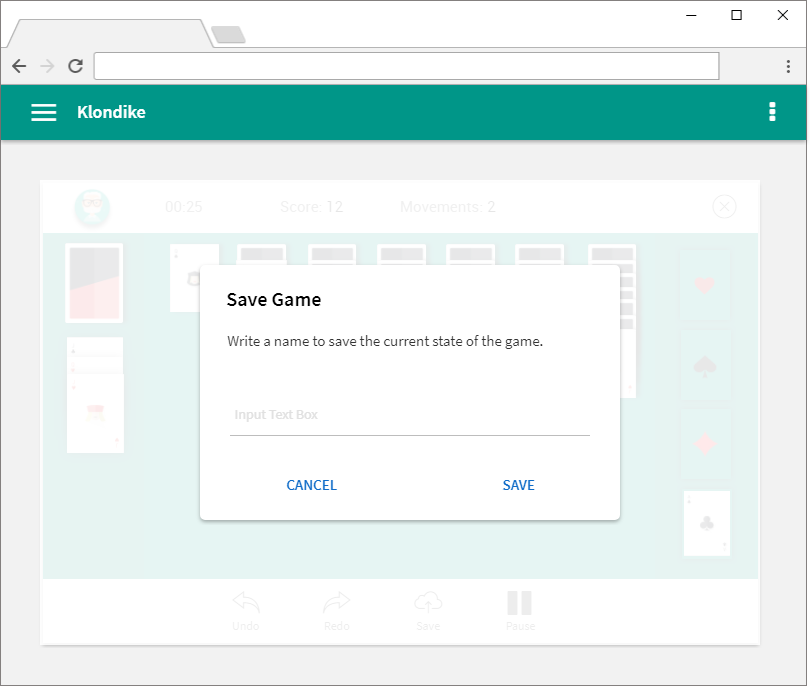 Klondike
00:25 Score: 12 Movements: 2
Save Game
Write a name to save the current state of the game.
Input Text Box
CANCEL SAVE
Undo Redo Save Pause